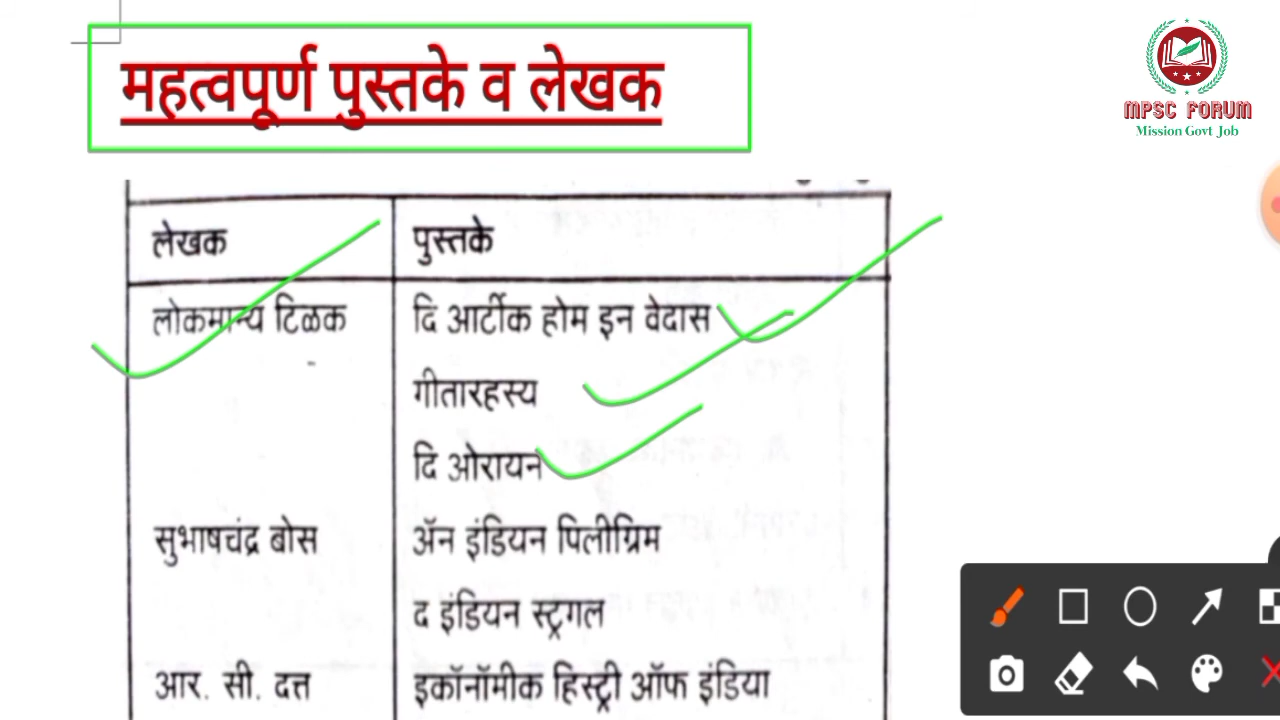 महत्वपूर्ण पुस्तके व लेखक
MPSC FORUM
Mission Govt Job
लेखक पुस्तके
लोकमान्य टिळक दि आर्टीक होम इन वेदास
गीतारहस्य
दि ओरायन
सुभाषचंद्र बोस ॲन इंडियन पिलीग्रिम
द इंडियन स्ट्रगल
आर. सी. दत्त इकॉनॉमीक हिस्ट्री ऑफ इंडिया